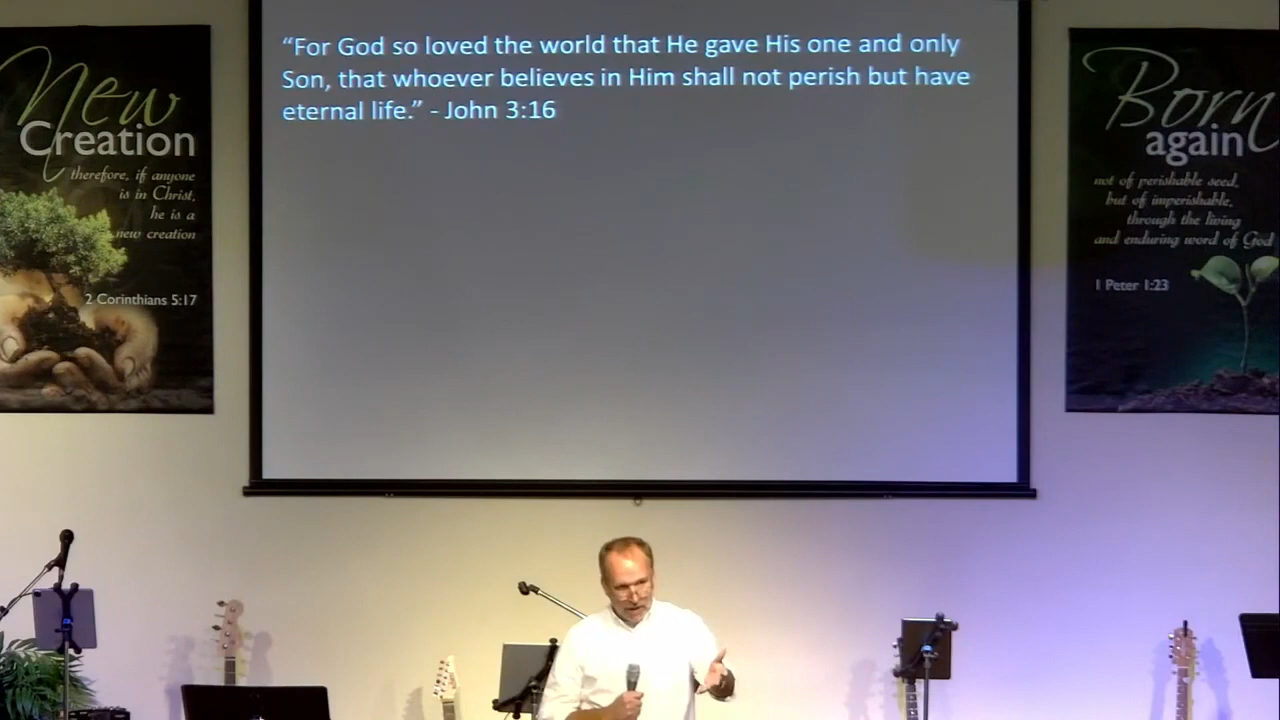 “For God so loved the world that He gave His one and only
Son, that whoever believes in Him shall not perish but have
eternal life.” - John 3:16
New
Creation
therefore, if anyone
is in Christ,
he is a
new creation
2 Corinthians 5:17
Born
again
not of perishable seed,
but of imperishable,
through the living
and enduring word of God
1 Peter 1:23